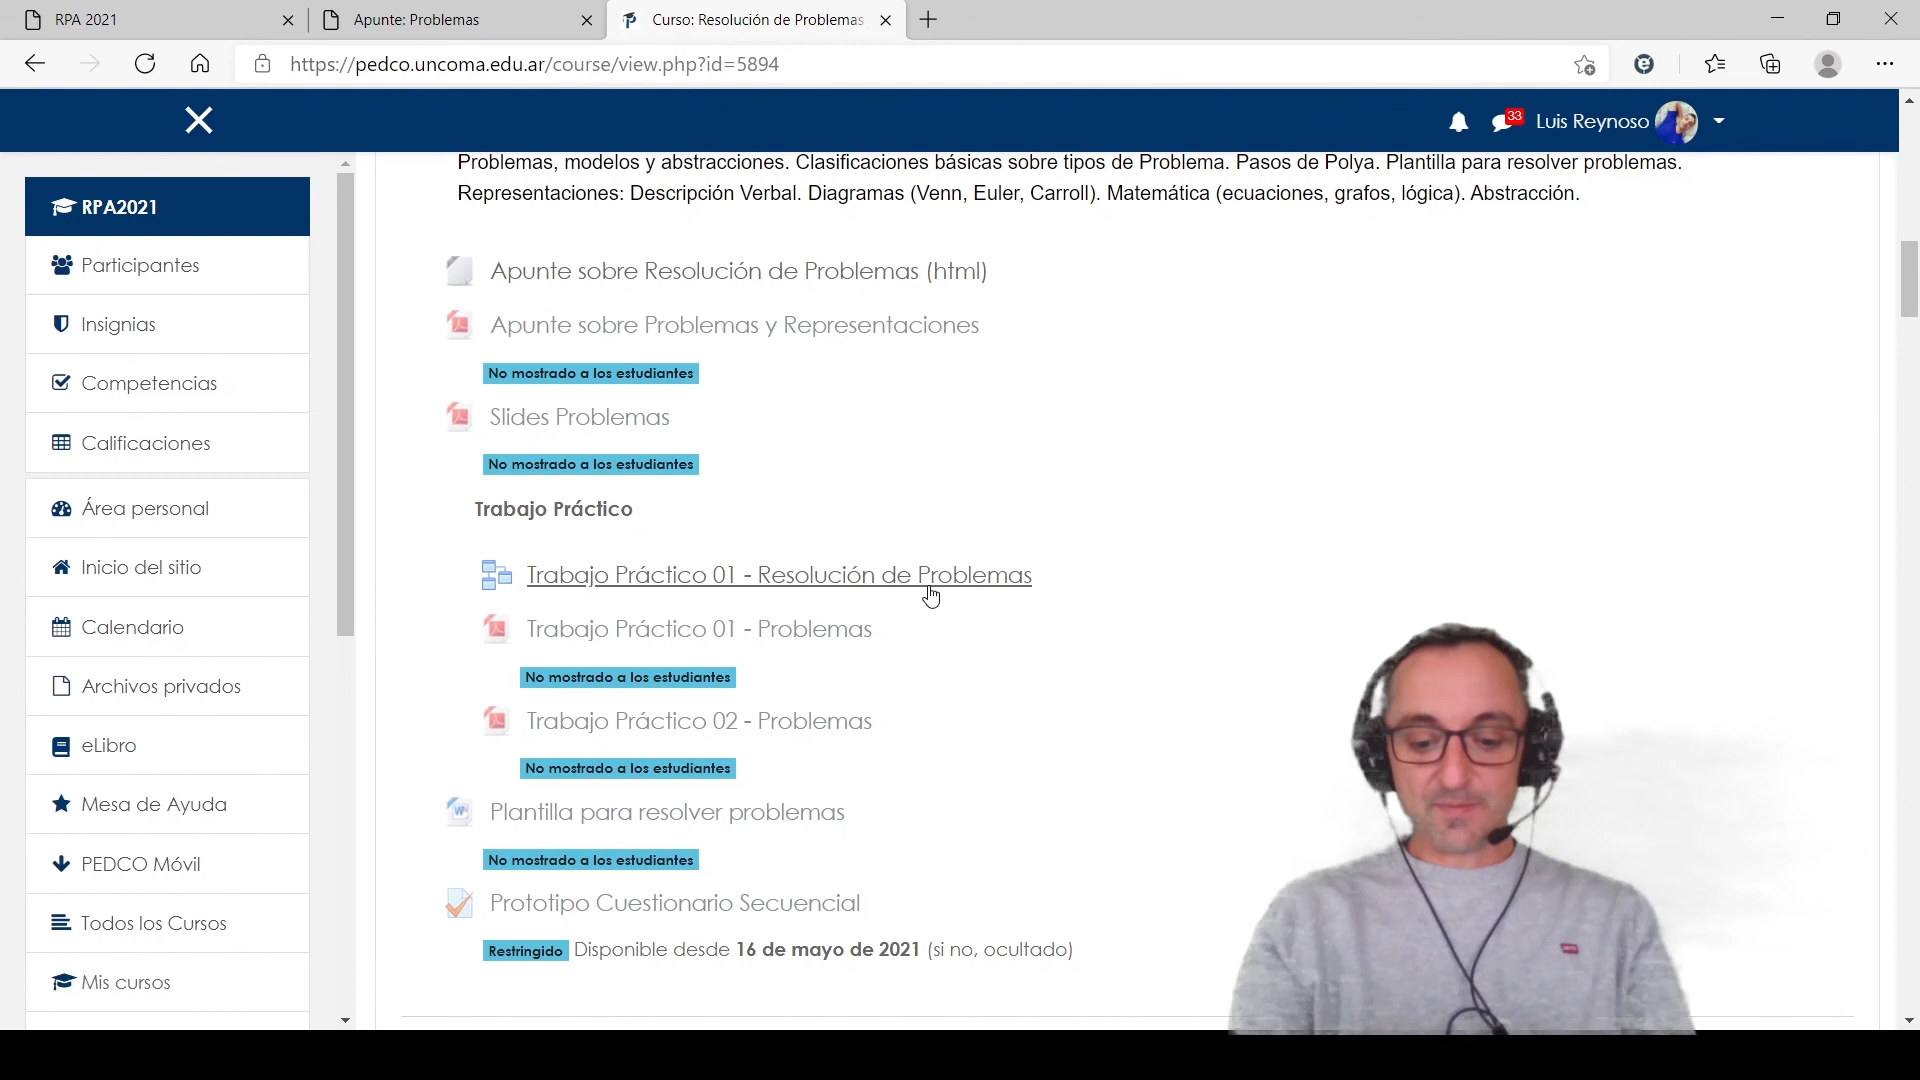 RPA 2021
Apunte: Problemas
Curso: Resolución de Problemas
https://pedco.uncoma.edu.ar/course/view.php?id=5894
33
Luis Reynoso
RPA2021
Participantes
Insignias
Competencias
Calificaciones
Área personal
Inicio del sitio
Calendario
Archivos privados
eLibro
Mesa de Ayuda
PEDCO Móvil
Todos los Cursos
Mis cursos
Problemas, modelos y abstracciones. Clasificaciones básicas sobre tipos de Problema. Pasos de Polya. Plantilla para resolver problemas.
Representaciones: Descripción Verbal. Diagramas (Venn, Euler, Carroll). Matemática (ecuaciones, grafos, lógica). Abstracción.
Apunte sobre Resolución de Problemas (html)
Apunte sobre Problemas y Representaciones
No mostrado a los estudiantes
Slides Problemas
No mostrado a los estudiantes
Trabajo Práctico
Trabajo Práctico 01 - Resolución de Problemas
Trabajo Práctico 01 - Problemas
No mostrado a los estudiantes
Trabajo Práctico 02 - Problemas
No mostrado a los estudiantes
Plantilla para resolver problemas
No mostrado a los estudiantes
Prototipo Cuestionario Secuencial
Restringido Disponible desde 16 de mayo de 2021 (si no, ocultado)